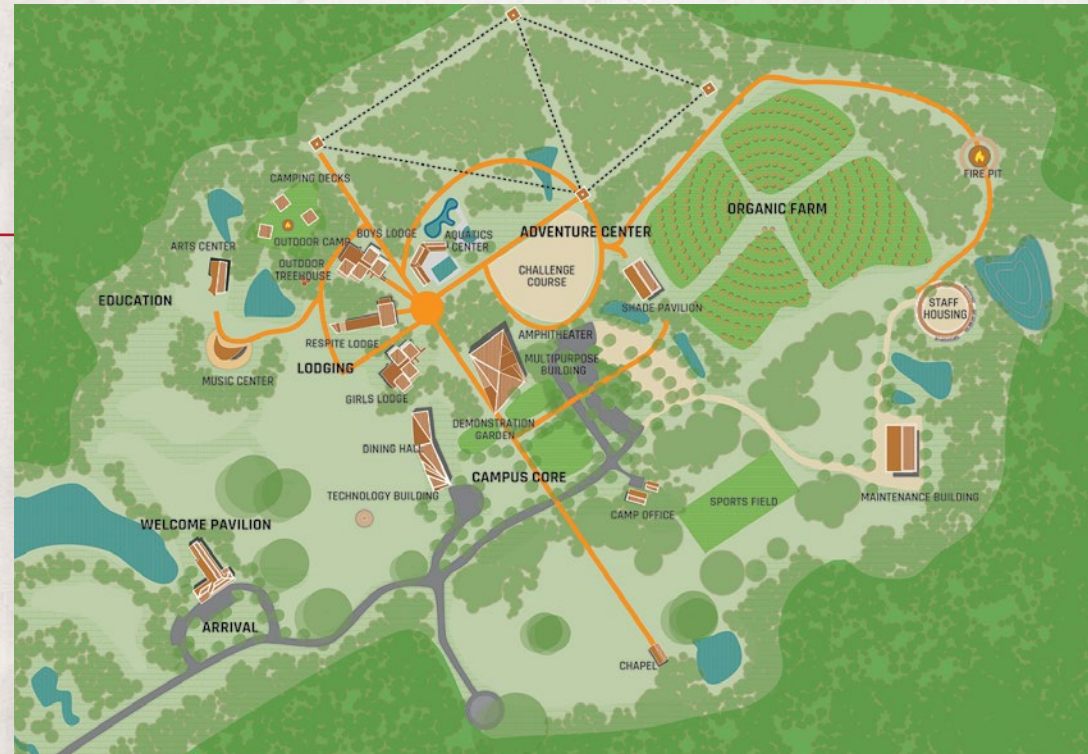 CAMPING DECKS
FIRE PIT
ORGANIC FARM
ARTS CENTER
OUTDOOR CAMP
BOYS LODGE
AQUATICS
CENTER
ADVENTURE CENTER
OUTDOOR
TREEHOUSE
CHALLENGE
COURSE
EDUCATION
STAFF
HOUSING
SHADE PAVILION
RESPITE LODGE
AMPHITHEATER
MULTIPURPOSE
BUILDING
MUSIC CENTER
LODGING
GIRLS LODGE
DEMONSTRATION
GARDEN
DINING HALL
CAMPUS CORE
TECHNOLOGY BUILDING
MAINTENANCE BUILDING
SPORTS FIELD
CAMP OFFICE
WELCOME PAVILION
ARRIVAL
CHAPEL